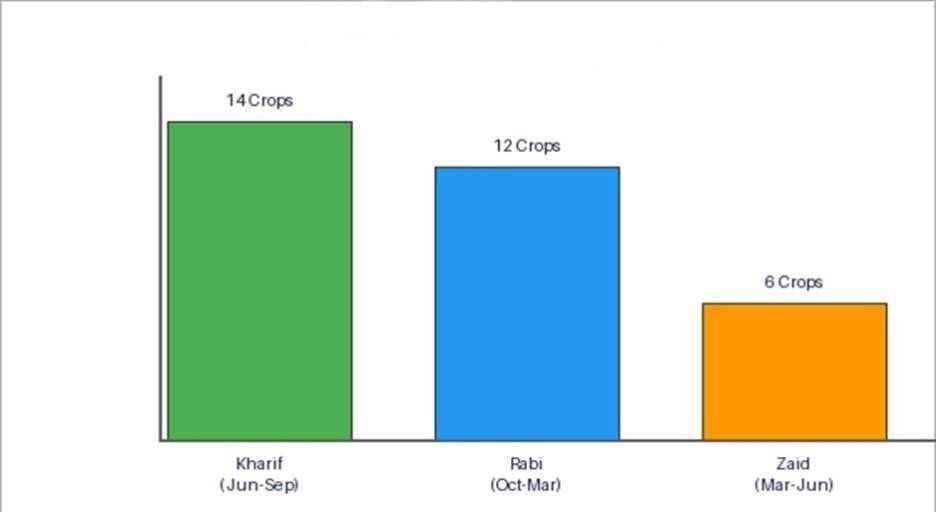 14 Crops
12 Crops
6 Crops
Kharif
(Jun-Sep)
Rabi
(Oct-Mar)
Zaid
(Mar-Jun)